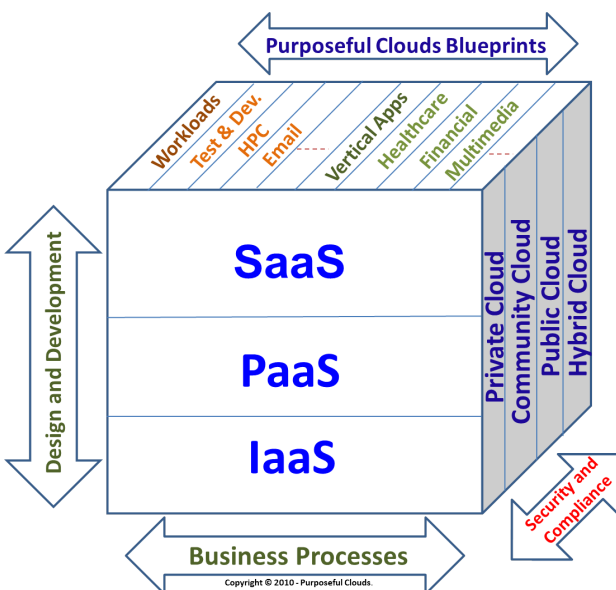 Purposeful Clouds Blueprints
Workloads
Test & Dev.
HPC
Email
Vertical Apps
Healthcare
Financial
Multimedia
Design and Development
SaaS
PaaS
IaaS
Private Cloud
Community Cloud
Public Cloud
Hybrid Cloud
Security and
Compliance
Business Processes
Copyright © 2010 - Purposeful Clouds.